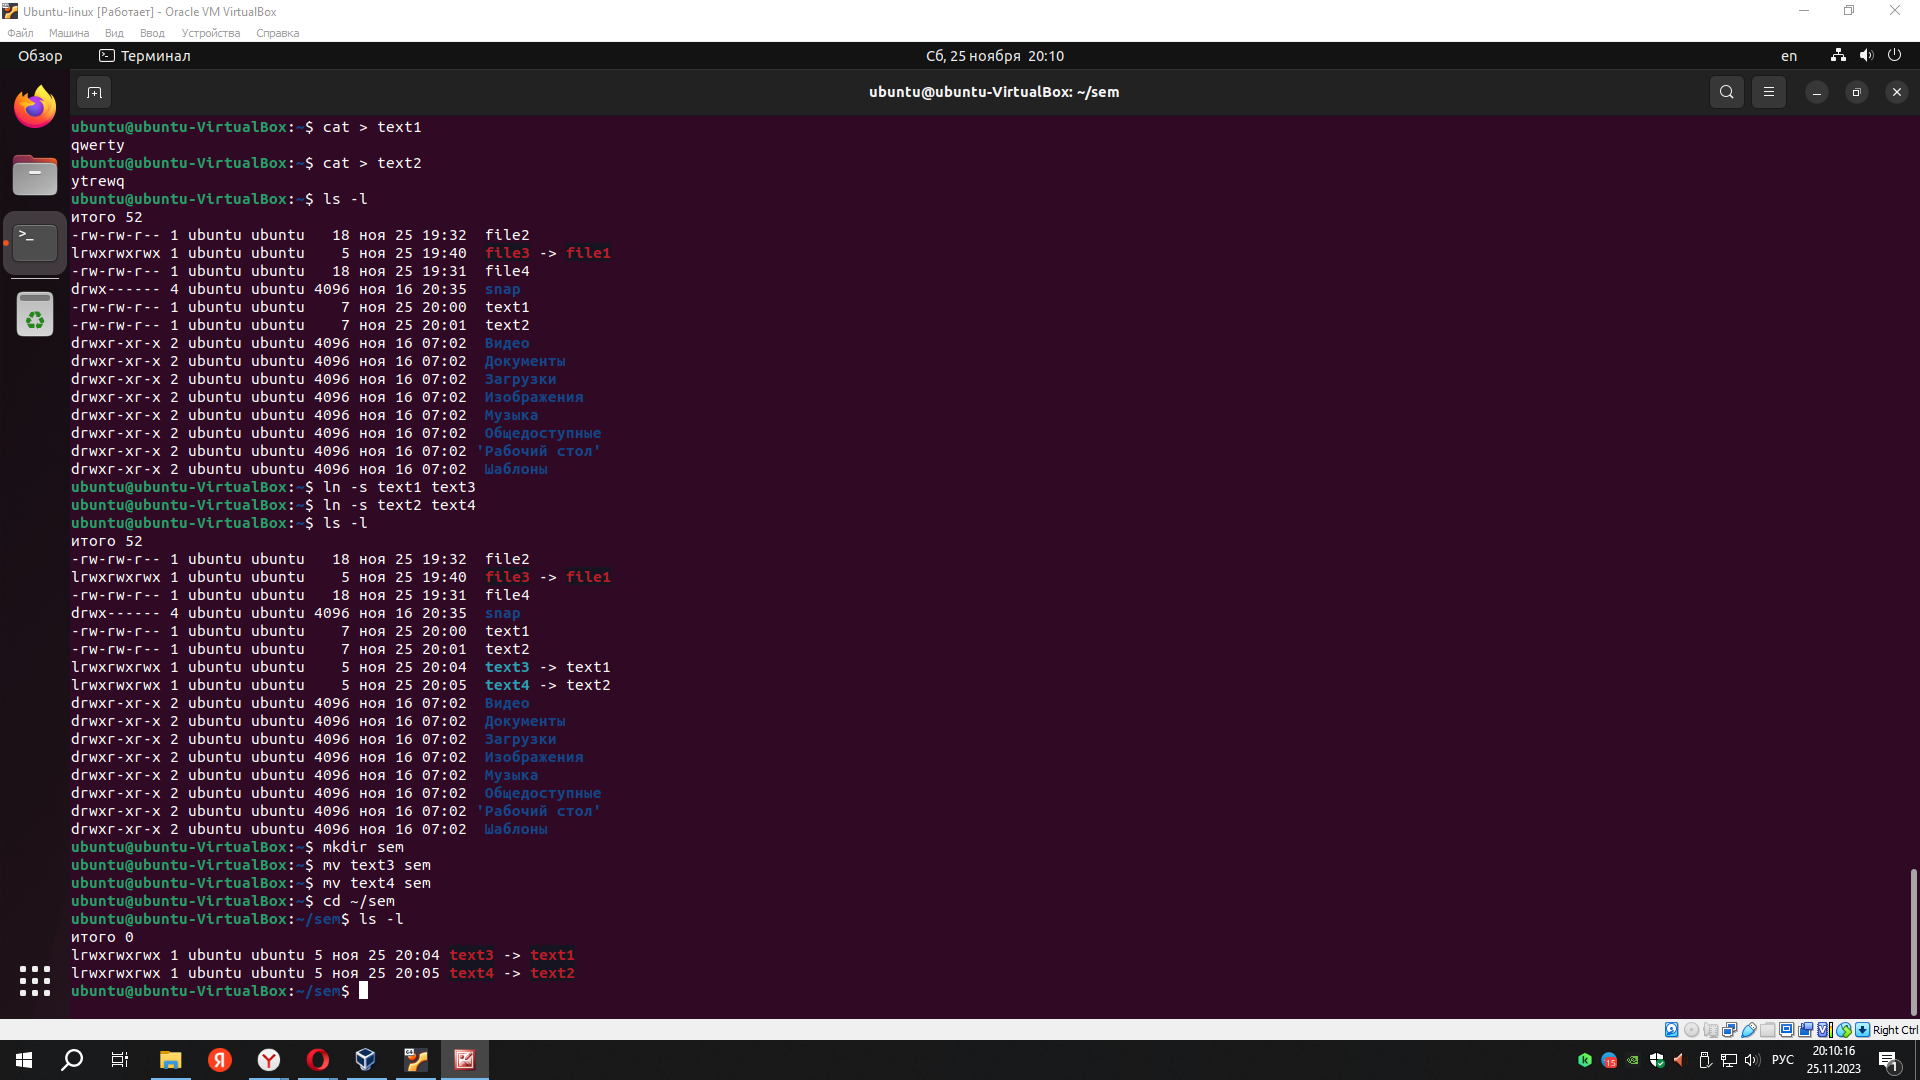 Ubuntu-linux [Работает] - Oracle VM VirtualBox
Файл Машина Вид Ввод Устройства Справка
Обзор Терминал Сб, 25 ноября 20:10 en
ubuntu@ubuntu-VirtualBox: ~/sem
ubuntu@ubuntu-VirtualBox:~$ cat > text1
qwerty
ubuntu@ubuntu-VirtualBox:~$ cat > text2
ytrewq
ubuntu@ubuntu-VirtualBox:~$ ls -l
итого 52
-rw-rw-r-- 1 ubuntu ubuntu   18 ноя 25 19:32  file2
lrwxrwxrwx 1 ubuntu ubuntu    5 ноя 25 19:40  file3 -> file1
-rw-rw-r-- 1 ubuntu ubuntu   18 ноя 25 19:31  file4
drwx------ 4 ubuntu ubuntu 4096 ноя 16 20:35  snap
-rw-rw-r-- 1 ubuntu ubuntu    7 ноя 25 20:00  text1
-rw-rw-r-- 1 ubuntu ubuntu    7 ноя 25 20:01  text2
drwxr-xr-x 2 ubuntu ubuntu 4096 ноя 16 07:02  Видео
drwxr-xr-x 2 ubuntu ubuntu 4096 ноя 16 07:02  Документы
drwxr-xr-x 2 ubuntu ubuntu 4096 ноя 16 07:02  Загрузки
drwxr-xr-x 2 ubuntu ubuntu 4096 ноя 16 07:02  Изображения
drwxr-xr-x 2 ubuntu ubuntu 4096 ноя 16 07:02  Музыка
drwxr-xr-x 2 ubuntu ubuntu 4096 ноя 16 07:02  Общедоступные
drwxr-xr-x 2 ubuntu ubuntu 4096 ноя 16 07:02 'Рабочий стол'
drwxr-xr-x 2 ubuntu ubuntu 4096 ноя 16 07:02  Шаблоны
ubuntu@ubuntu-VirtualBox:~$ ln -s text1 text3
ubuntu@ubuntu-VirtualBox:~$ ln -s text2 text4
ubuntu@ubuntu-VirtualBox:~$ ls -l
итого 52
-rw-rw-r-- 1 ubuntu ubuntu   18 ноя 25 19:32  file2
lrwxrwxrwx 1 ubuntu ubuntu    5 ноя 25 19:40  file3 -> file1
-rw-rw-r-- 1 ubuntu ubuntu   18 ноя 25 19:31  file4
drwx------ 4 ubuntu ubuntu 4096 ноя 16 20:35  snap
-rw-rw-r-- 1 ubuntu ubuntu    7 ноя 25 20:00  text1
-rw-rw-r-- 1 ubuntu ubuntu    7 ноя 25 20:01  text2
lrwxrwxrwx 1 ubuntu ubuntu    5 ноя 25 20:04  text3 -> text1
lrwxrwxrwx 1 ubuntu ubuntu    5 ноя 25 20:05  text4 -> text2
drwxr-xr-x 2 ubuntu ubuntu 4096 ноя 16 07:02  Видео
drwxr-xr-x 2 ubuntu ubuntu 4096 ноя 16 07:02  Документы
drwxr-xr-x 2 ubuntu ubuntu 4096 ноя 16 07:02  Загрузки
drwxr-xr-x 2 ubuntu ubuntu 4096 ноя 16 07:02  Изображения
drwxr-xr-x 2 ubuntu ubuntu 4096 ноя 16 07:02  Музыка
drwxr-xr-x 2 ubuntu ubuntu 4096 ноя 16 07:02  Общедоступные
drwxr-xr-x 2 ubuntu ubuntu 4096 ноя 16 07:02 'Рабочий стол'
drwxr-xr-x 2 ubuntu ubuntu 4096 ноя 16 07:02  Шаблоны
ubuntu@ubuntu-VirtualBox:~$ mkdir sem
ubuntu@ubuntu-VirtualBox:~$ mv text3 sem
ubuntu@ubuntu-VirtualBox:~$ mv text4 sem
ubuntu@ubuntu-VirtualBox:~$ cd ~/sem
ubuntu@ubuntu-VirtualBox:~/sem$ ls -l
итого 0
lrwxrwxrwx 1 ubuntu ubuntu 5 ноя 25 20:04 text3 -> text1
lrwxrwxrwx 1 ubuntu ubuntu 5 ноя 25 20:05 text4 -> text2
ubuntu@ubuntu-VirtualBox:~/sem$
Right Ctrl
15 РУС 20:10:16
25.11.2023
1